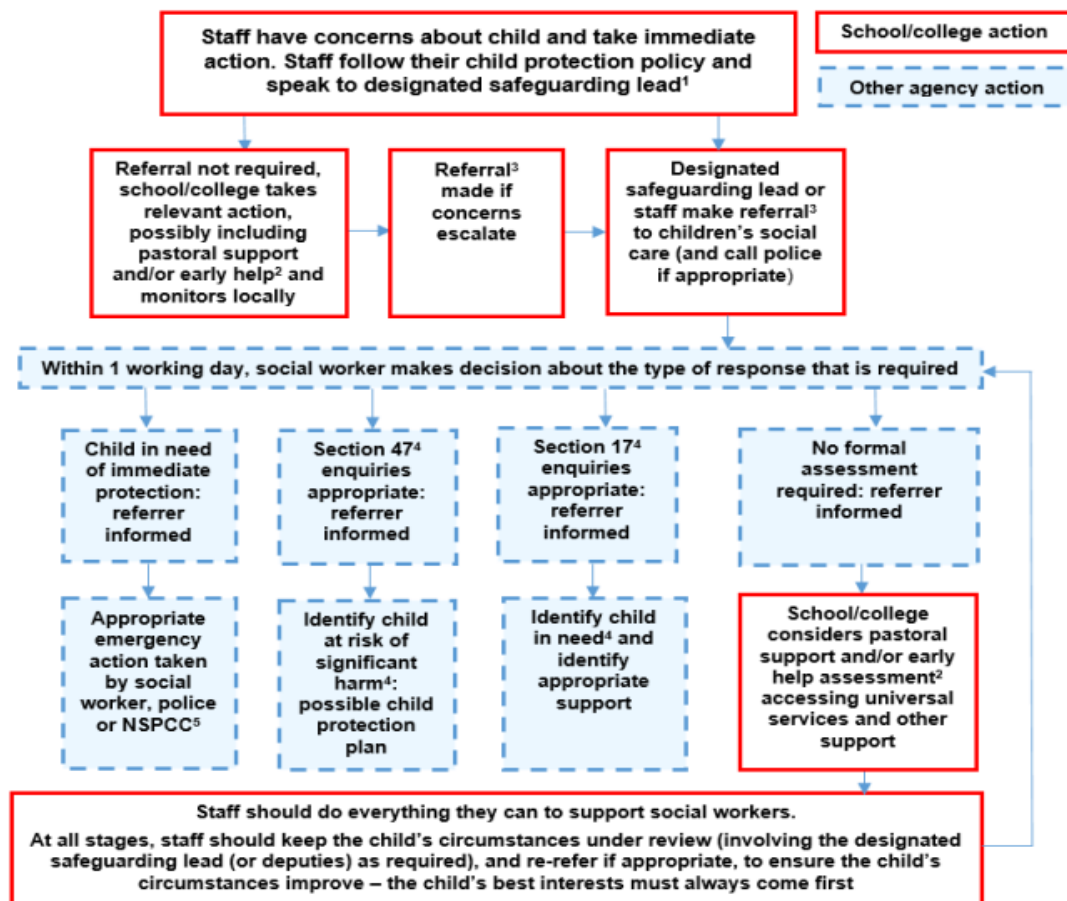 Staff have concerns about child and take immediate
action. Staff follow their child protection policy and
speak to designated safeguarding lead¹
School/college action
Other agency action
Referral not required,
school/college takes
relevant action,
possibly including
pastoral support
and/or early help² and
monitors locally
Referral³
made if
concerns
escalate
Designated
safeguarding lead or
staff make referral³
to children's social
care (and call police
if appropriate)
Within 1 working day, social worker makes decision about the type of response that is required
Child in need
of immediate
protection:
referrer
informed
Section 47⁴
enquiries
appropriate:
referrer
informed
Section 17⁴
enquiries
appropriate:
referrer
informed
No formal
assessment
required: referrer
informed
Appropriate
emergency
action taken
by social
worker, police
or NSPCC⁵
Identify child
at risk of
significant
harm⁴:
possible child
protection
plan
Identify child
in need⁴ and
identify
appropriate
support
School/college
considers pastoral
support and/or early
help assessment²
accessing universal
services and other
support
Staff should do everything they can to support social workers.
At all stages, staff should keep the child's circumstances under review (involving the designated
safeguarding lead (or deputies) as required), and re-refer if appropriate, to ensure the child's
circumstances improve – the child's best interests must always come first